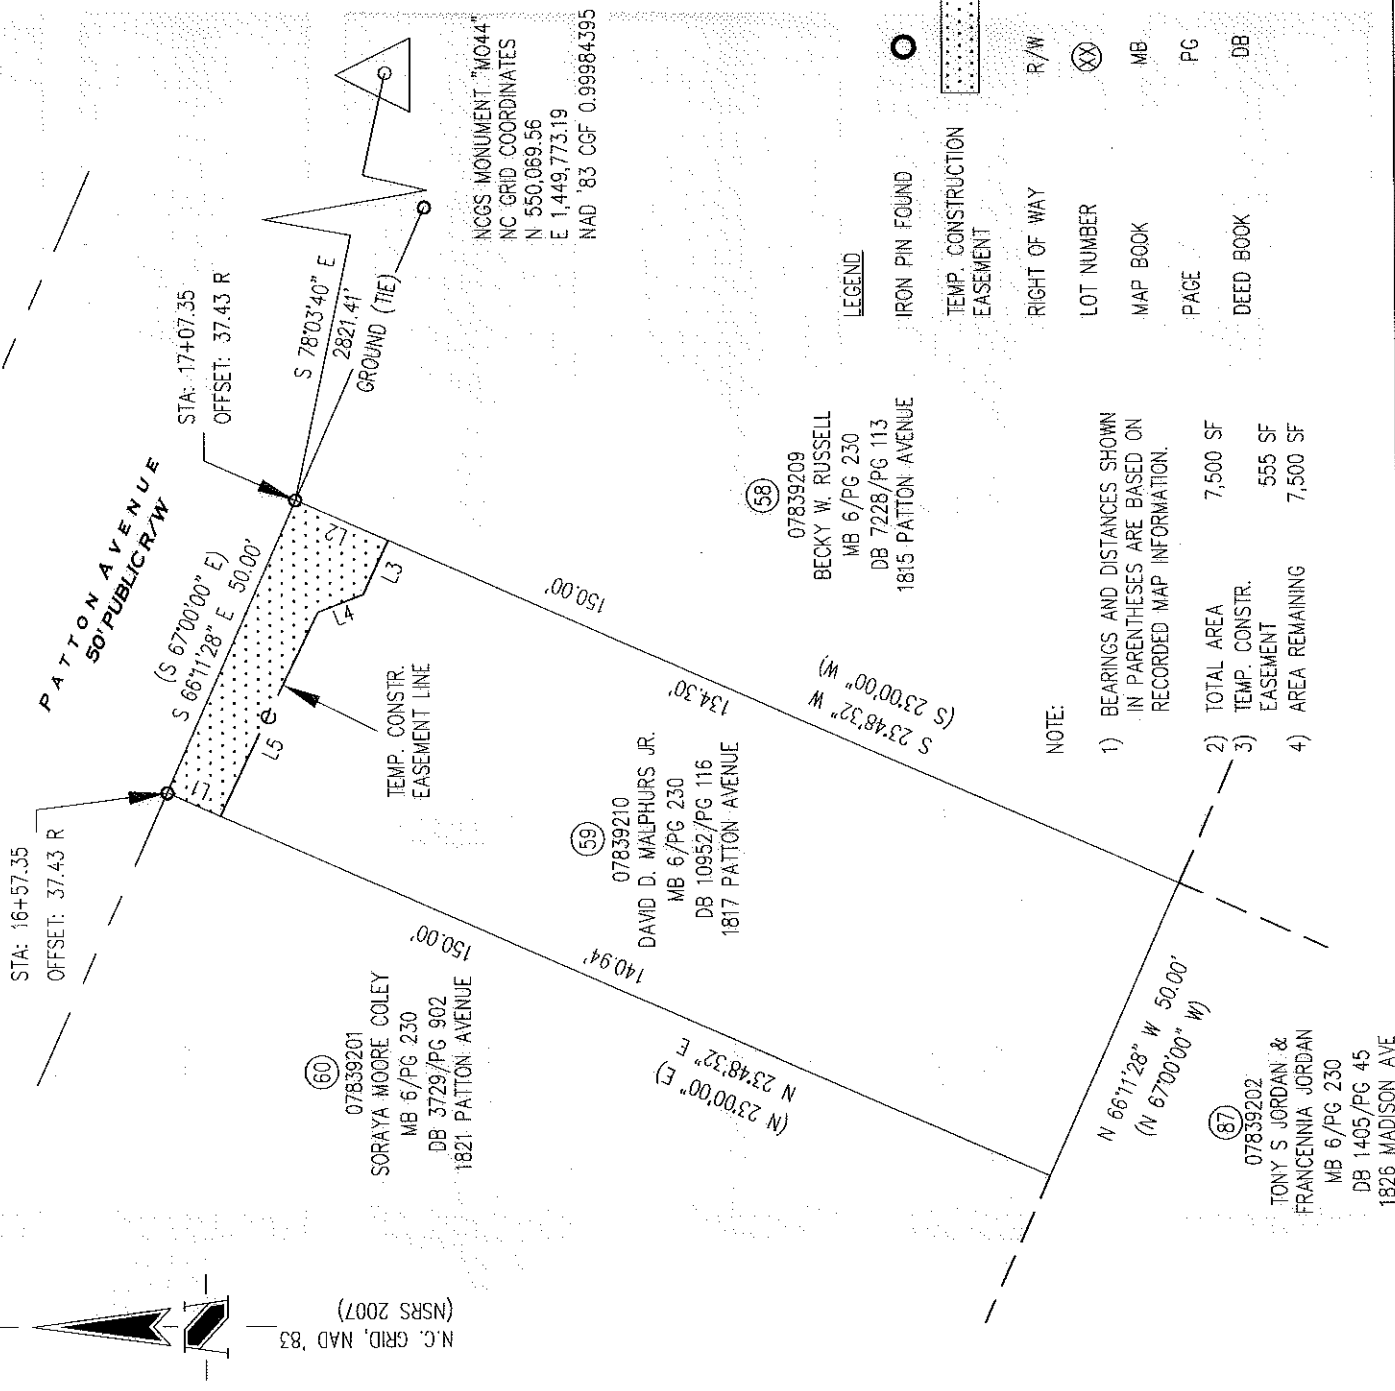 PATTON AVENUE
50' PUBLIC R/W
STA: 16+57.35
OFFSET: 37.43 R
STA: 17+07.35
OFFSET: 37.43 R
(S 67°00'00" E)
S 66°11'28" E 50.00'
S 78°03'40" E
2821.41'
GROUND (TIE)
NCGS MONUMENT "M044"
NC GRID COORDINATES
N 550,069.56
E 1,449,773.19
NAD '83 CGF 0.99984395
L1
L2
L3
L4
L5
e
TEMP. CONSTR.
EASEMENT LINE
60
07839201
SORAYA MOORE COLEY
MB 6/PG 230
DB 3729/PG 902
1821 PATTON AVENUE
150.00'
140.94'
N 23°48'32" E
(N 23°00'00" E)
59
07839210
DAVID D. MALPHURS JR.
MB 6/PG 230
DB 10952/PG 116
1817 PATTON AVENUE
150.00'
134.30'
S 23°48'32" W
(S 23°00'00" W)
58
07839209
BECKY W. RUSSELL
MB 6/PG 230
DB 7228/PG 113
1815 PATTON AVENUE
N 66°11'28" W 50.00'
(N 67°00'00" W)
87
07839202
TONY S JORDAN &
FRANCENNIA JORDAN
MB 6/PG 230
DB 1405/PG 45
1826 MADISON AVE
N.C. GRID, NAD '83
(NSRS 2007)
LEGEND
IRON PIN FOUND
TEMP. CONSTRUCTION
EASEMENT
RIGHT OF WAY R/W
LOT NUMBER XX
MAP BOOK MB
PAGE PG
DEED BOOK DB
NOTE:
1) BEARINGS AND DISTANCES SHOWN
IN PARENTHESES ARE BASED ON
RECORDED MAP INFORMATION.
2) TOTAL AREA 7,500 SF
3) TEMP. CONSTR.
EASEMENT 555 SF
4) AREA REMAINING 7,500 SF